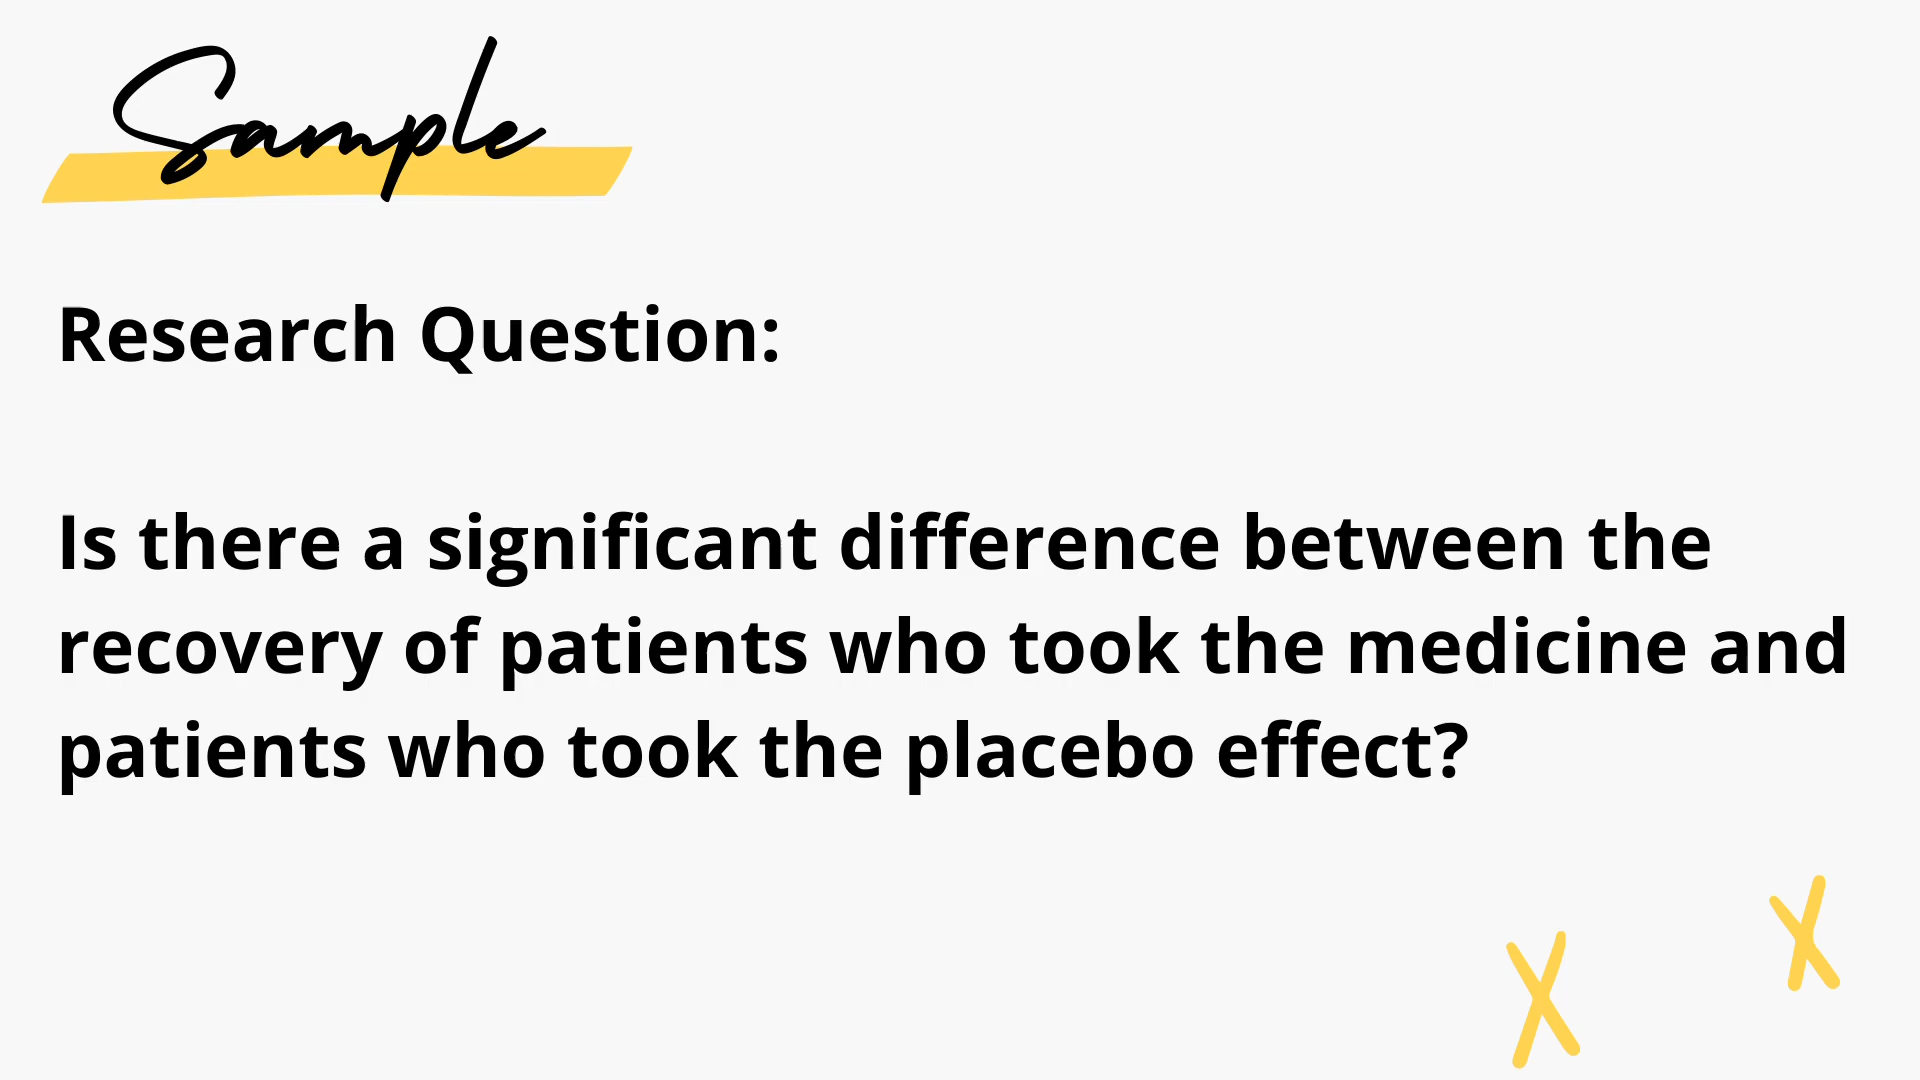 Sample
Research Question:
Is there a significant difference between the
recovery of patients who took the medicine and
patients who took the placebo effect?